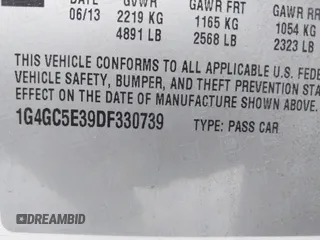 DATE GVWR GAWR FRT GAWR RR
06/13 2219 KG 1165 KG 1054 KG
4891 LB 2568 LB 2323 LB
THIS VEHICLE CONFORMS TO ALL APPLICABLE U.S. FEDE
VEHICLE SAFETY, BUMPER, AND THEFT PREVENTION STA
EFFECT ON THE DATE OF MANUFACTURE SHOWN ABOVE.
1G4GC5E39DF330739 TYPE: PASS CAR
DREAMBID